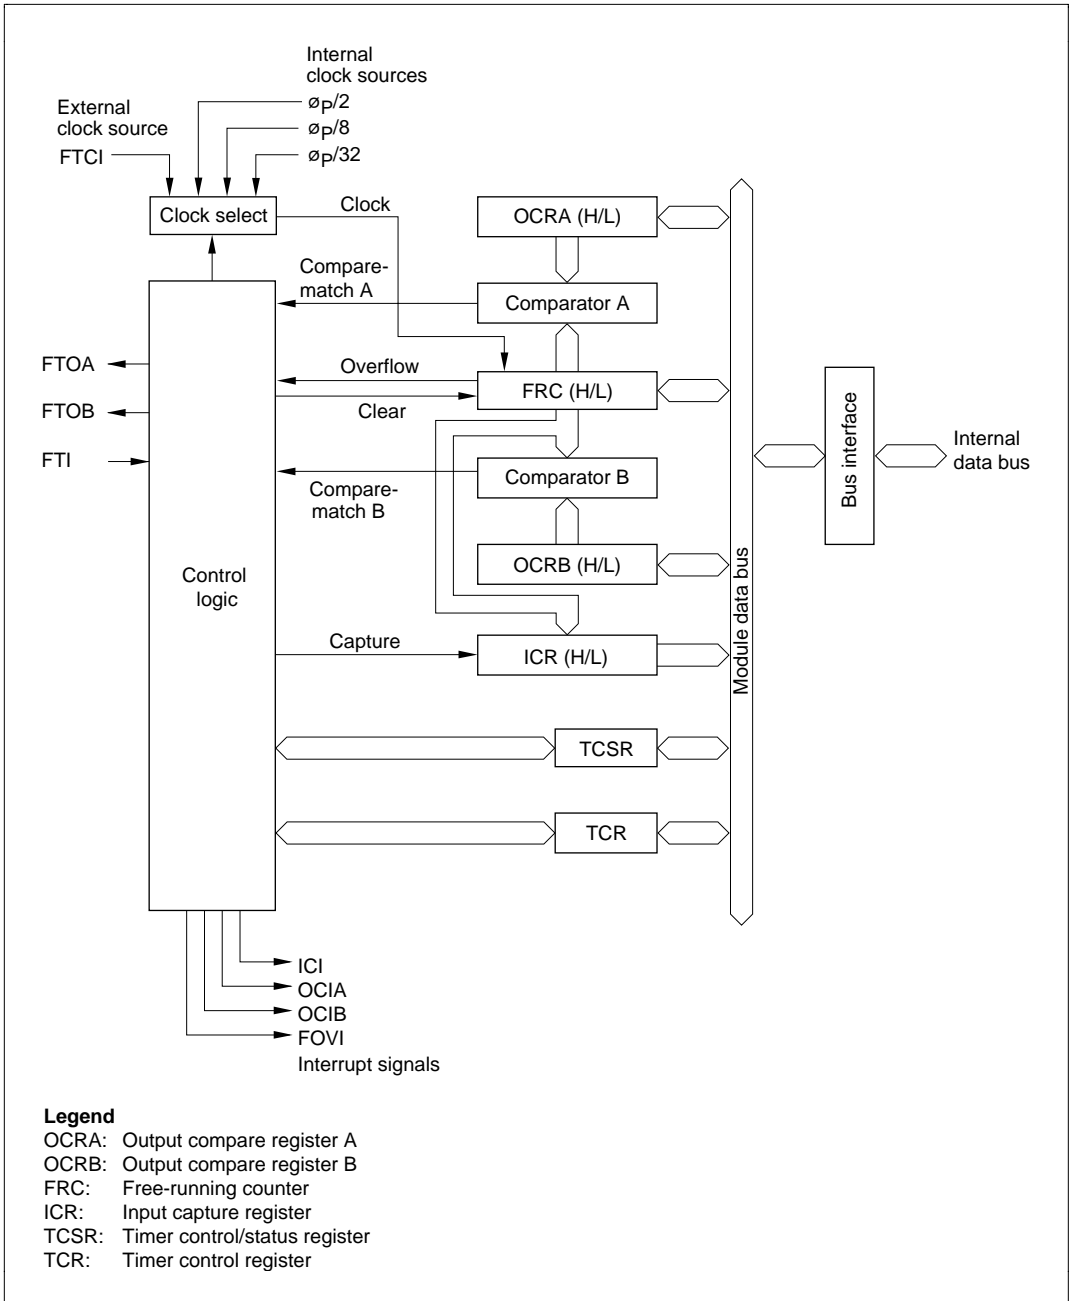 Internal
clock sources
øP/2
øP/8
øP/32
External
clock source
FTCI
Clock select
Clock
OCRA (H/L)
Compare-
match A
Comparator A
FTOA
FTOB
FTI
Overflow
Clear
FRC (H/L)
Compare-
match B
Comparator B
Control
logic
OCRB (H/L)
Capture
ICR (H/L)
TCSR
TCR
Module data bus
Bus interface
Internal
data bus
ICI
OCIA
OCIB
FOVI
Interrupt signals
Legend
OCRA: Output compare register A
OCRB: Output compare register B
FRC: Free-running counter
ICR: Input capture register
TCSR: Timer control/status register
TCR: Timer control register